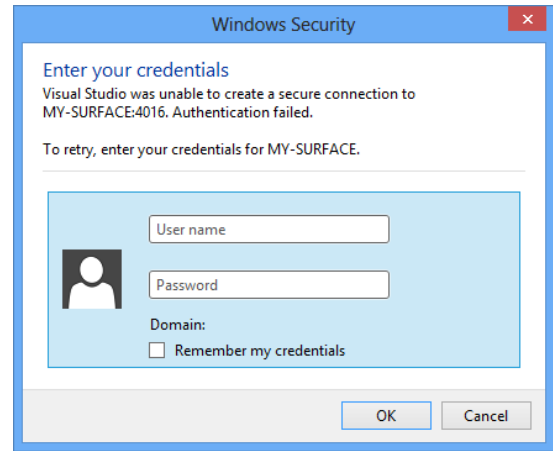 Windows Security
Enter your credentials
Visual Studio was unable to create a secure connection to
MY-SURFACE:4016. Authentication failed.
To retry, enter your credentials for MY-SURFACE.
User name
Password
Domain:
Remember my credentials
OK
Cancel